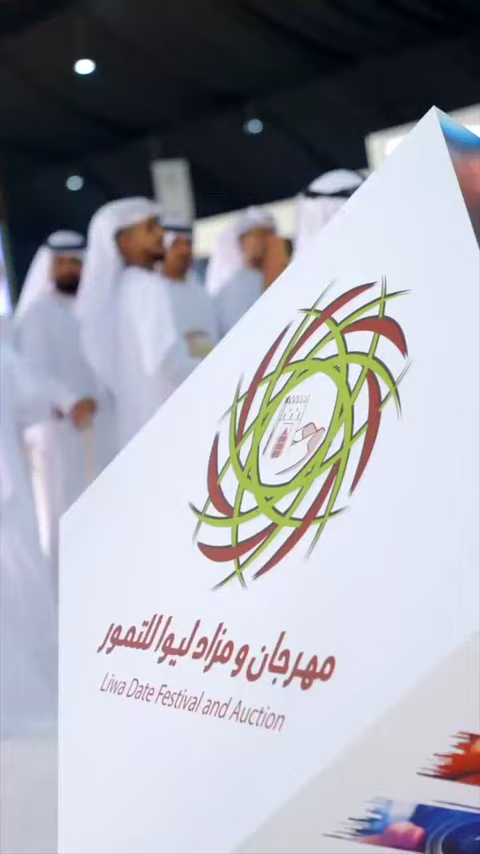 مهرجان ومزاد ليوا للتمور
Liwa Date Festival and Auction